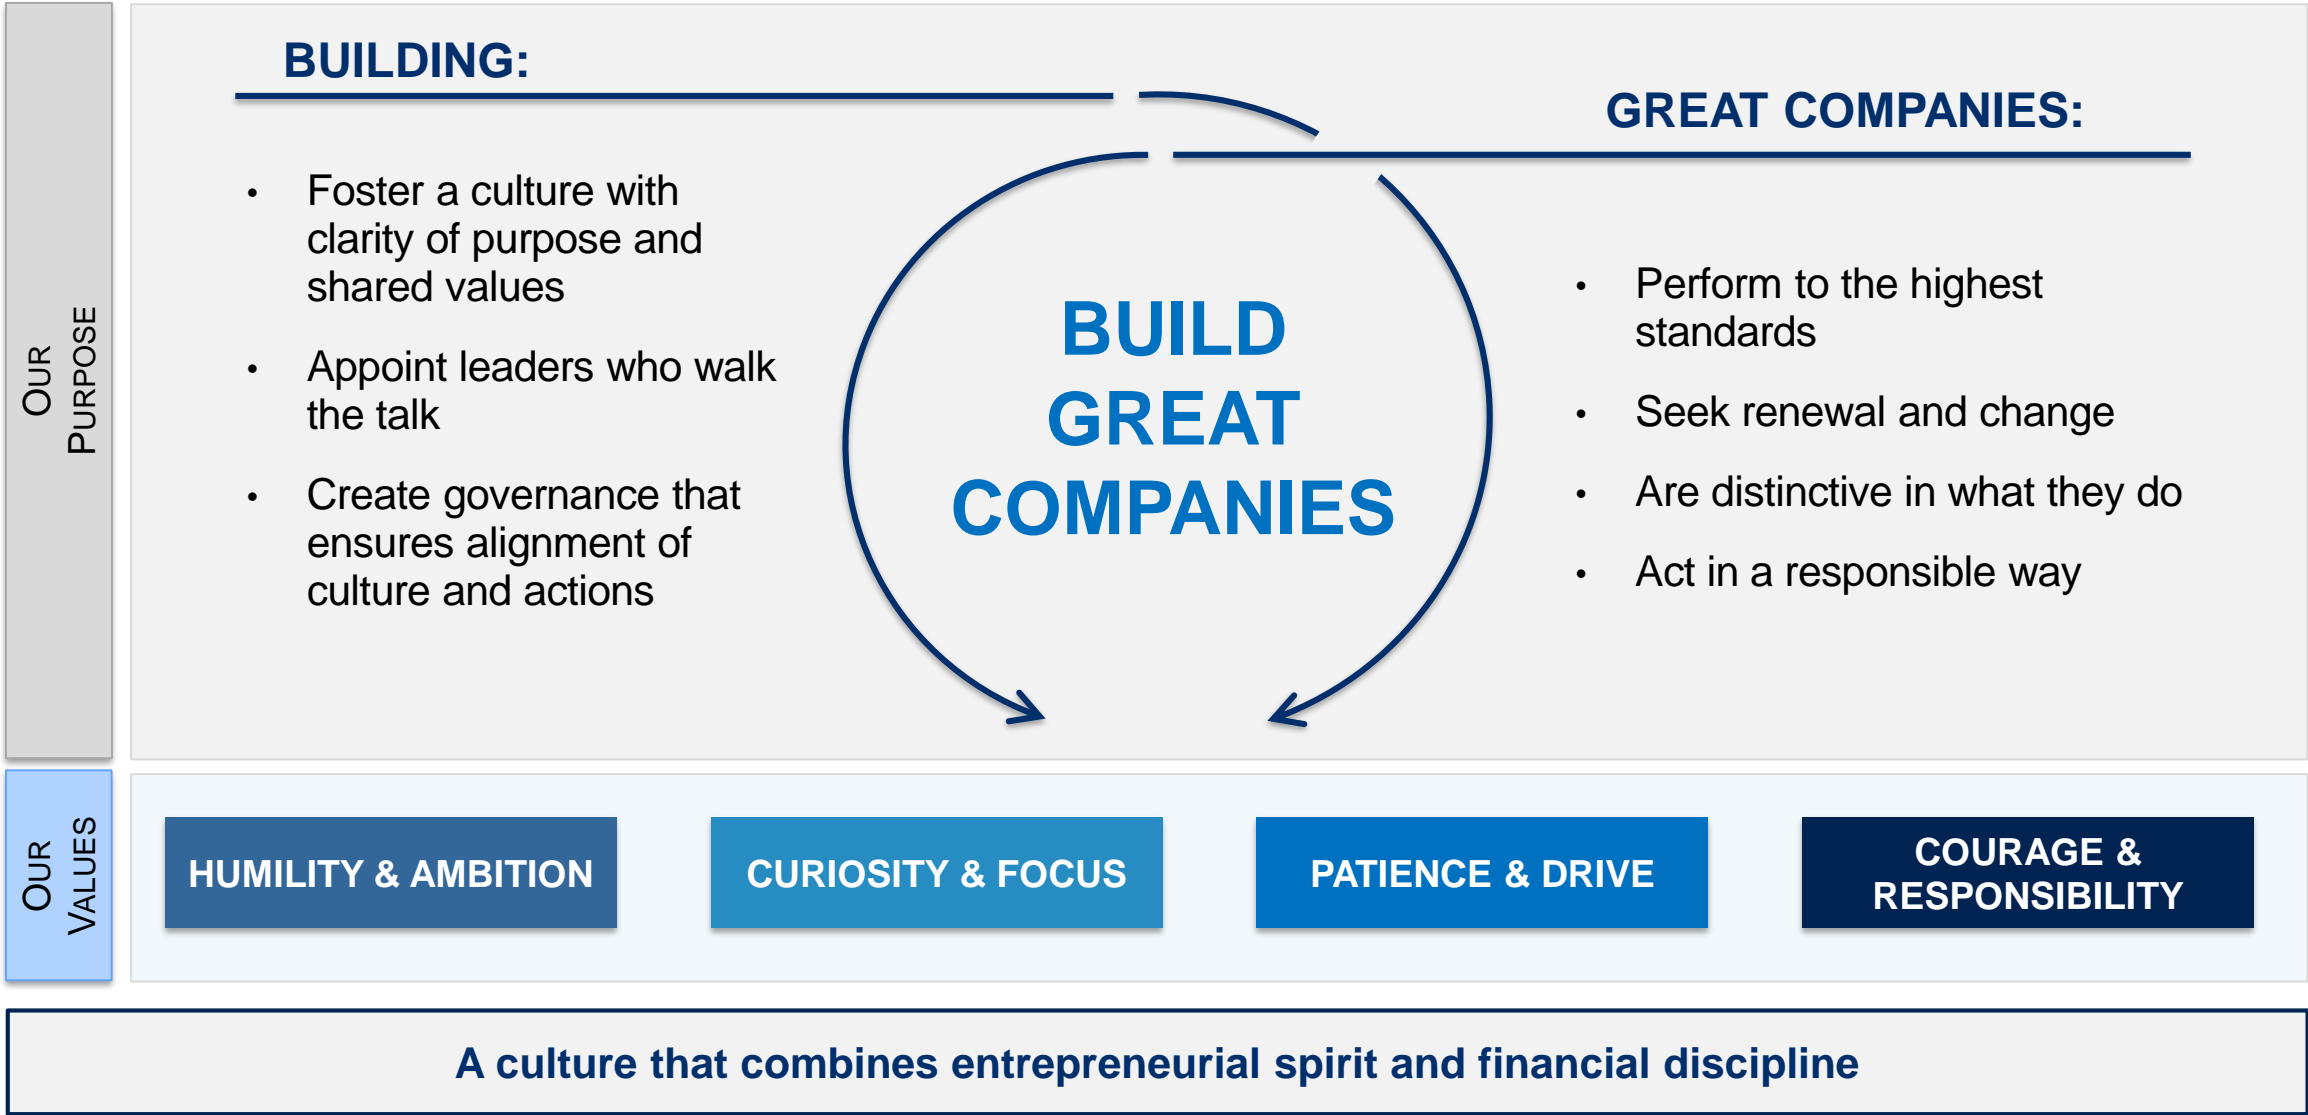 OUR
PURPOSE
BUILDING:
• Foster a culture with
clarity of purpose and
shared values
• Appoint leaders who walk
the talk
• Create governance that
ensures alignment of
culture and actions
BUILD
GREAT
COMPANIES
GREAT COMPANIES:
• Perform to the highest
standards
• Seek renewal and change
• Are distinctive in what they do
• Act in a responsible way
OUR
VALUES
HUMILITY & AMBITION
CURIOSITY & FOCUS
PATIENCE & DRIVE
COURAGE &
RESPONSIBILITY
A culture that combines entrepreneurial spirit and financial discipline